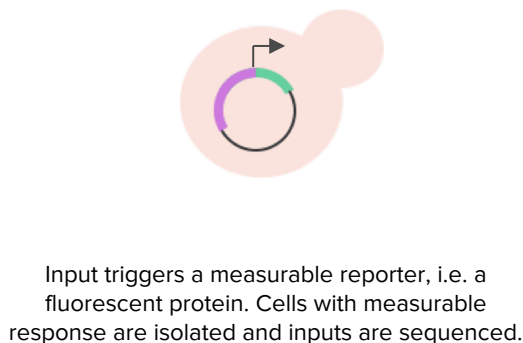 Input triggers a measurable reporter, i.e. a
fluorescent protein. Cells with measurable
response are isolated and inputs are sequenced.